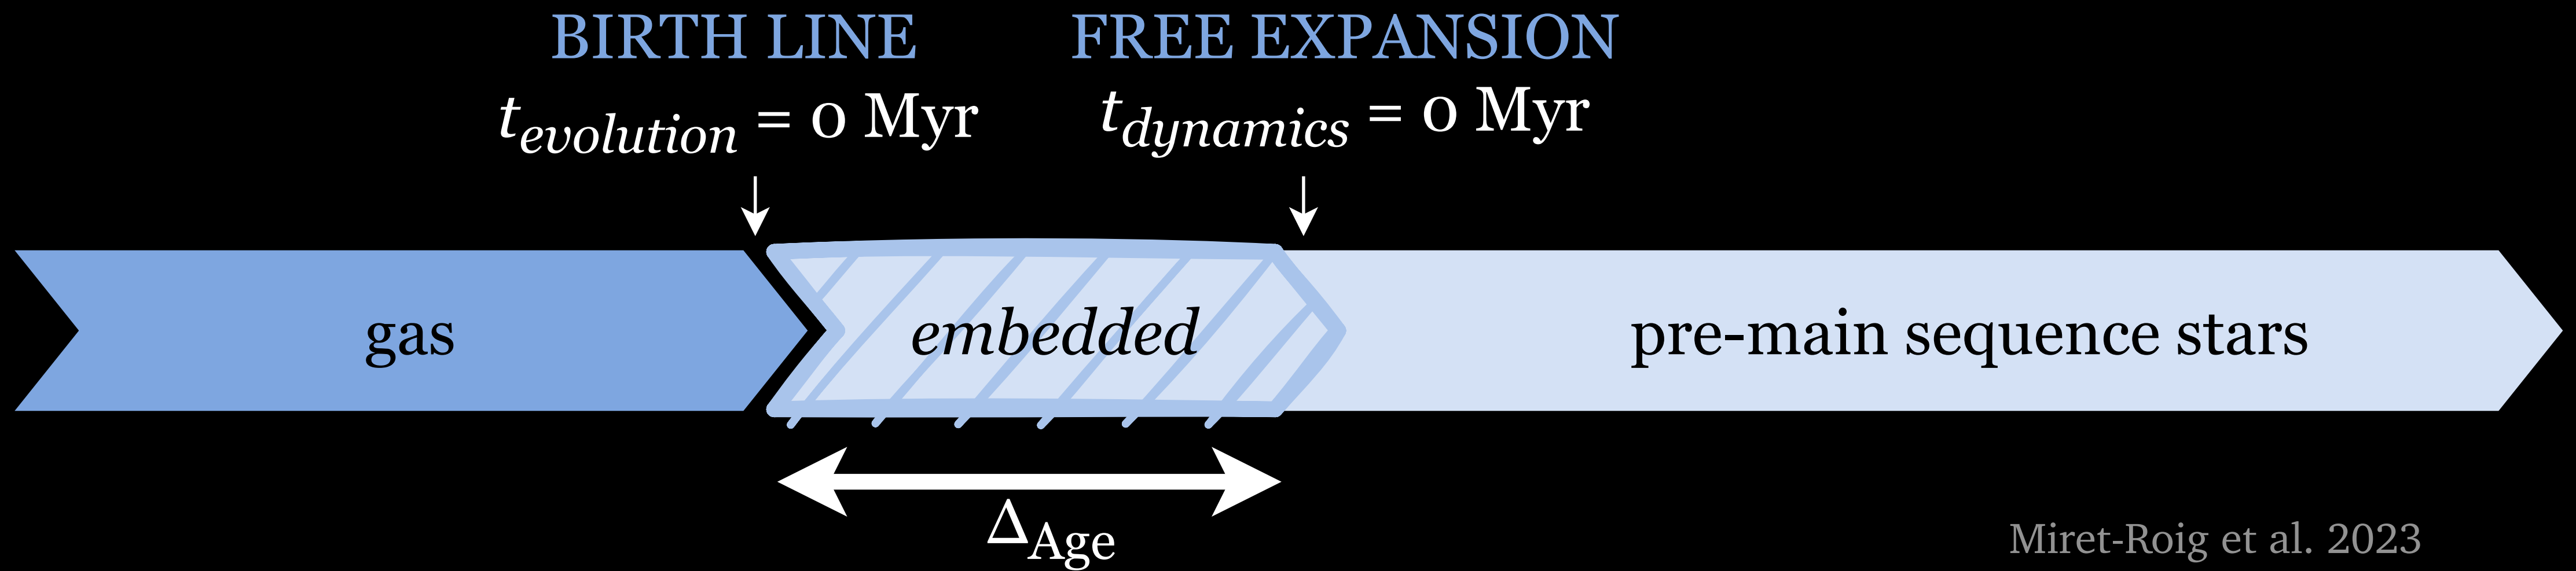 BIRTH LINE
FREE EXPANSION
t_evolution = 0 Myr
t_dynamics = 0 Myr
gas
embedded
pre-main sequence stars
Δ_Age
Miret-Roig et al. 2023